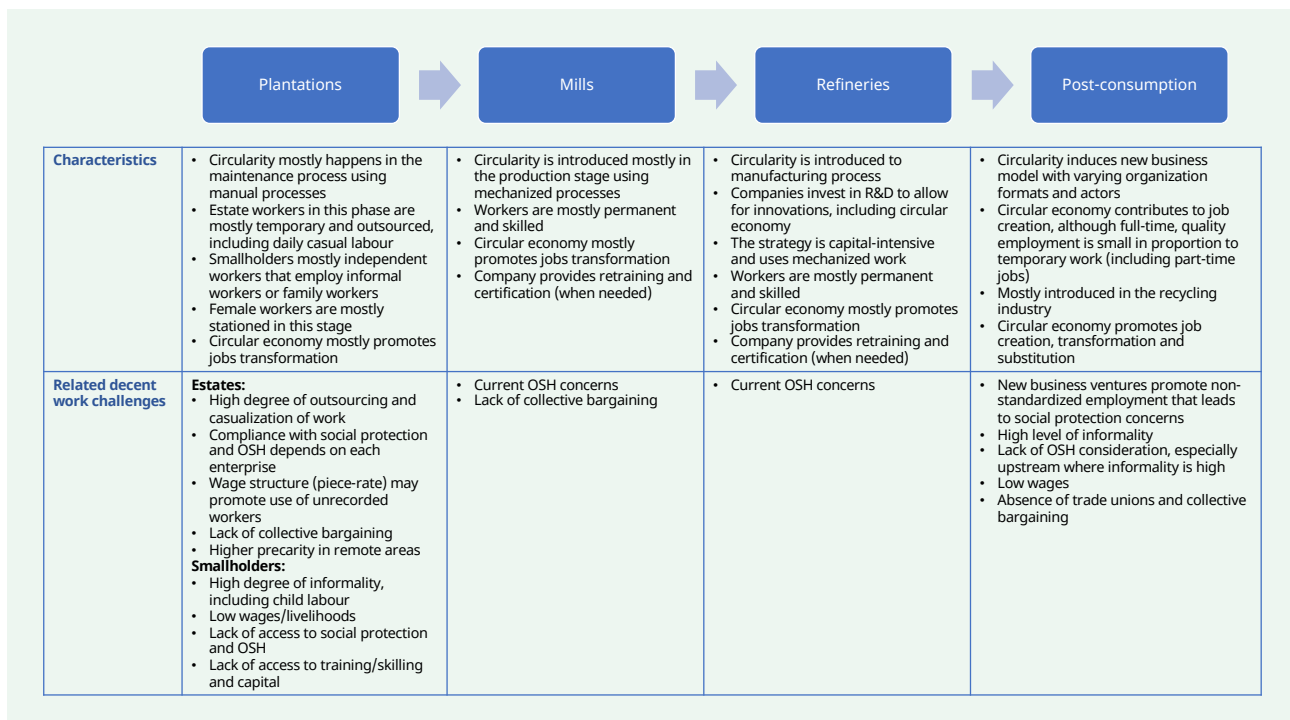 Plantations
Mills
Refineries
Post-consumption
Characteristics
• Circularity mostly happens in the
maintenance process using
manual processes
• Estate workers in this phase are
mostly temporary and outsourced,
including daily casual labour
• Smallholders mostly independent
workers that employ informal
workers or family workers
• Female workers are mostly
stationed in this stage
• Circular economy mostly promotes
jobs transformation
• Circularity is introduced mostly in
the production stage using
mechanized processes
• Workers are mostly permanent
and skilled
• Circular economy mostly
promotes jobs transformation
• Company provides retraining and
certification (when needed)
• Circularity is introduced to
manufacturing process
• Companies invest in R&D to allow
for innovations, including circular
economy
• The strategy is capital-intensive
and uses mechanized work
• Workers are mostly permanent
and skilled
• Circular economy mostly promotes
jobs transformation
• Company provides retraining and
certification (when needed)
• Circularity induces new business
model with varying organization
formats and actors
• Circular economy contributes to job
creation, although full-time, quality
employment is small in proportion to
temporary work (including part-time
jobs)
• Mostly introduced in the recycling
industry
• Circular economy promotes job
creation, transformation and
substitution
Related decent
work challenges
Estates:
• High degree of outsourcing and
casualization of work
• Compliance with social protection
and OSH depends on each
enterprise
• Wage structure (piece-rate) may
promote use of unrecorded
workers
• Lack of collective bargaining
• Higher precarity in remote areas
Smallholders:
• High degree of informality,
including child labour
• Low wages/livelihoods
• Lack of access to social protection
and OSH
• Lack of access to training/skilling
and capital
• Current OSH concerns
• Lack of collective bargaining
• Current OSH concerns
• New business ventures promote non-
standardized employment that leads
to social protection concerns
• High level of informality
• Lack of OSH consideration, especially
upstream where informality is high
• Low wages
• Absence of trade unions and collective
bargaining